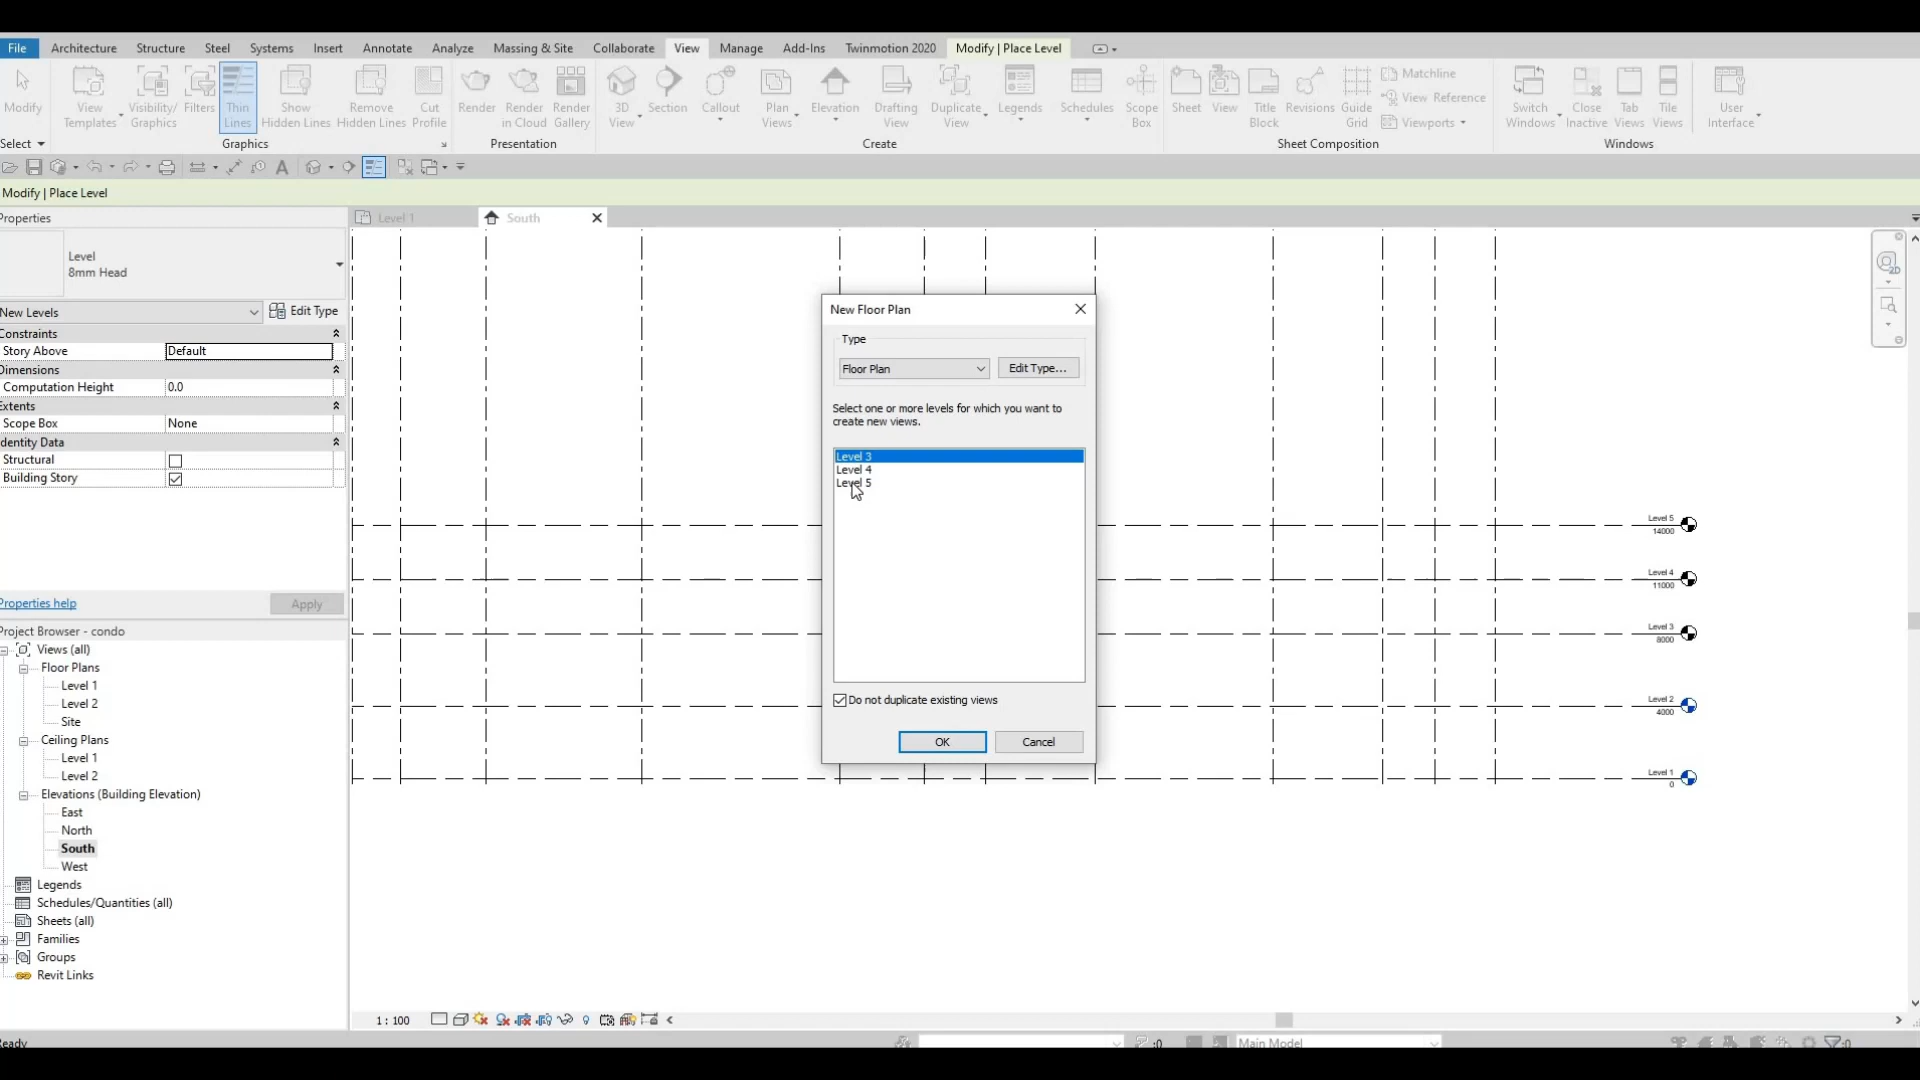 File Architecture Structure Steel Systems Insert Annotate Analyze Massing & Site Collaborate View Manage Add-Ins Twinmotion 2020 Modify | Place Level
Modify
View Templates
Visibility/ Graphics
Filters
Thin Lines
Show Hidden Lines
Remove Hidden Lines
Cut Profile
Render
Render in Cloud
Render Gallery
3D View
Section
Callout
Plan Views
Elevation
Drafting View
Duplicate View
Legends
Schedules
Scope Box
Sheet
View
Title Block
Revisions
Guide Grid
Matchline
View Reference
Viewports
Switch Windows
Close Inactive
Tab Views
Tile Views
User Interface
Select Graphics Presentation Create Sheet Composition Windows
Modify | Place Level
Properties
Level 1 South
Level
8mm Head
New Levels Edit Type
Constraints
Story Above Default
Dimensions
Computation Height 0.0
Extents
Scope Box None
Identity Data
Structural
Building Story
Properties help Apply
Project Browser - condo
Views (all)
Floor Plans
Level 1
Level 2
Site
Ceiling Plans
Level 1
Level 2
Elevations (Building Elevation)
East
North
South
West
Legends
Schedules/Quantities (all)
Sheets (all)
Families
Groups
Revit Links
New Floor Plan
Type
Floor Plan Edit Type...
Select one or more levels for which you want to
create new views.
Level 3
Level 4
Level 5
Do not duplicate existing views
OK Cancel
Level 5
14000
Level 4
11000
Level 3
8000
Level 2
4000
Level 1
0
2D
1 : 100
Ready :0 Main Model :0